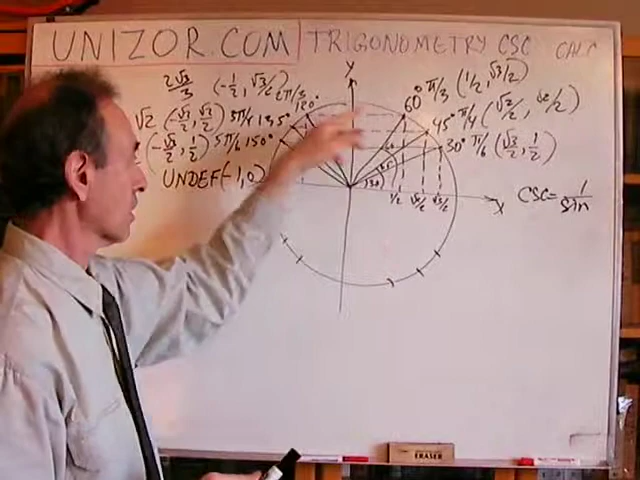 UNIZOR.COM TRIGONOMETRY CSC CALC
2√3/3 (-1/2, √3/2) 2π/3 120°
√2 (-√2/2, √2/2) 3π/4 135°
(-√3/2, 1/2) 5π/6 150°
UNDEF (-1,0)
Y
60° π/3 (1/2, √3/2)
45° π/4 (√2/2, √2/2)
30° π/6 (√3/2, 1/2)
1/2 √2/2 √3/2
X
CSC = 1/sin
ERASER